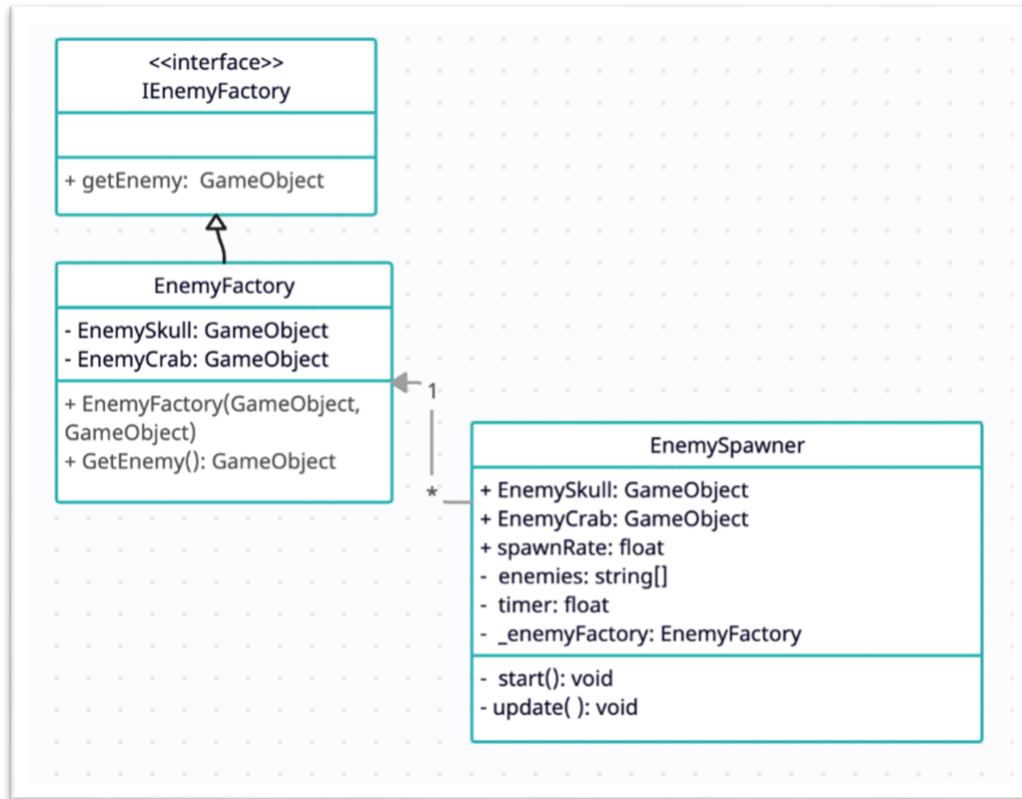 <<interface>>
IEnemyFactory
+ getEnemy:  GameObject
EnemyFactory
- EnemySkull: GameObject
- EnemyCrab: GameObject
+ EnemyFactory(GameObject,
GameObject)
+ GetEnemy(): GameObject
1
*
EnemySpawner
+ EnemySkull: GameObject
+ EnemyCrab: GameObject
+ spawnRate: float
-  enemies: string[]
-  timer: float
-  _enemyFactory: EnemyFactory
-  start(): void
- update( ): void